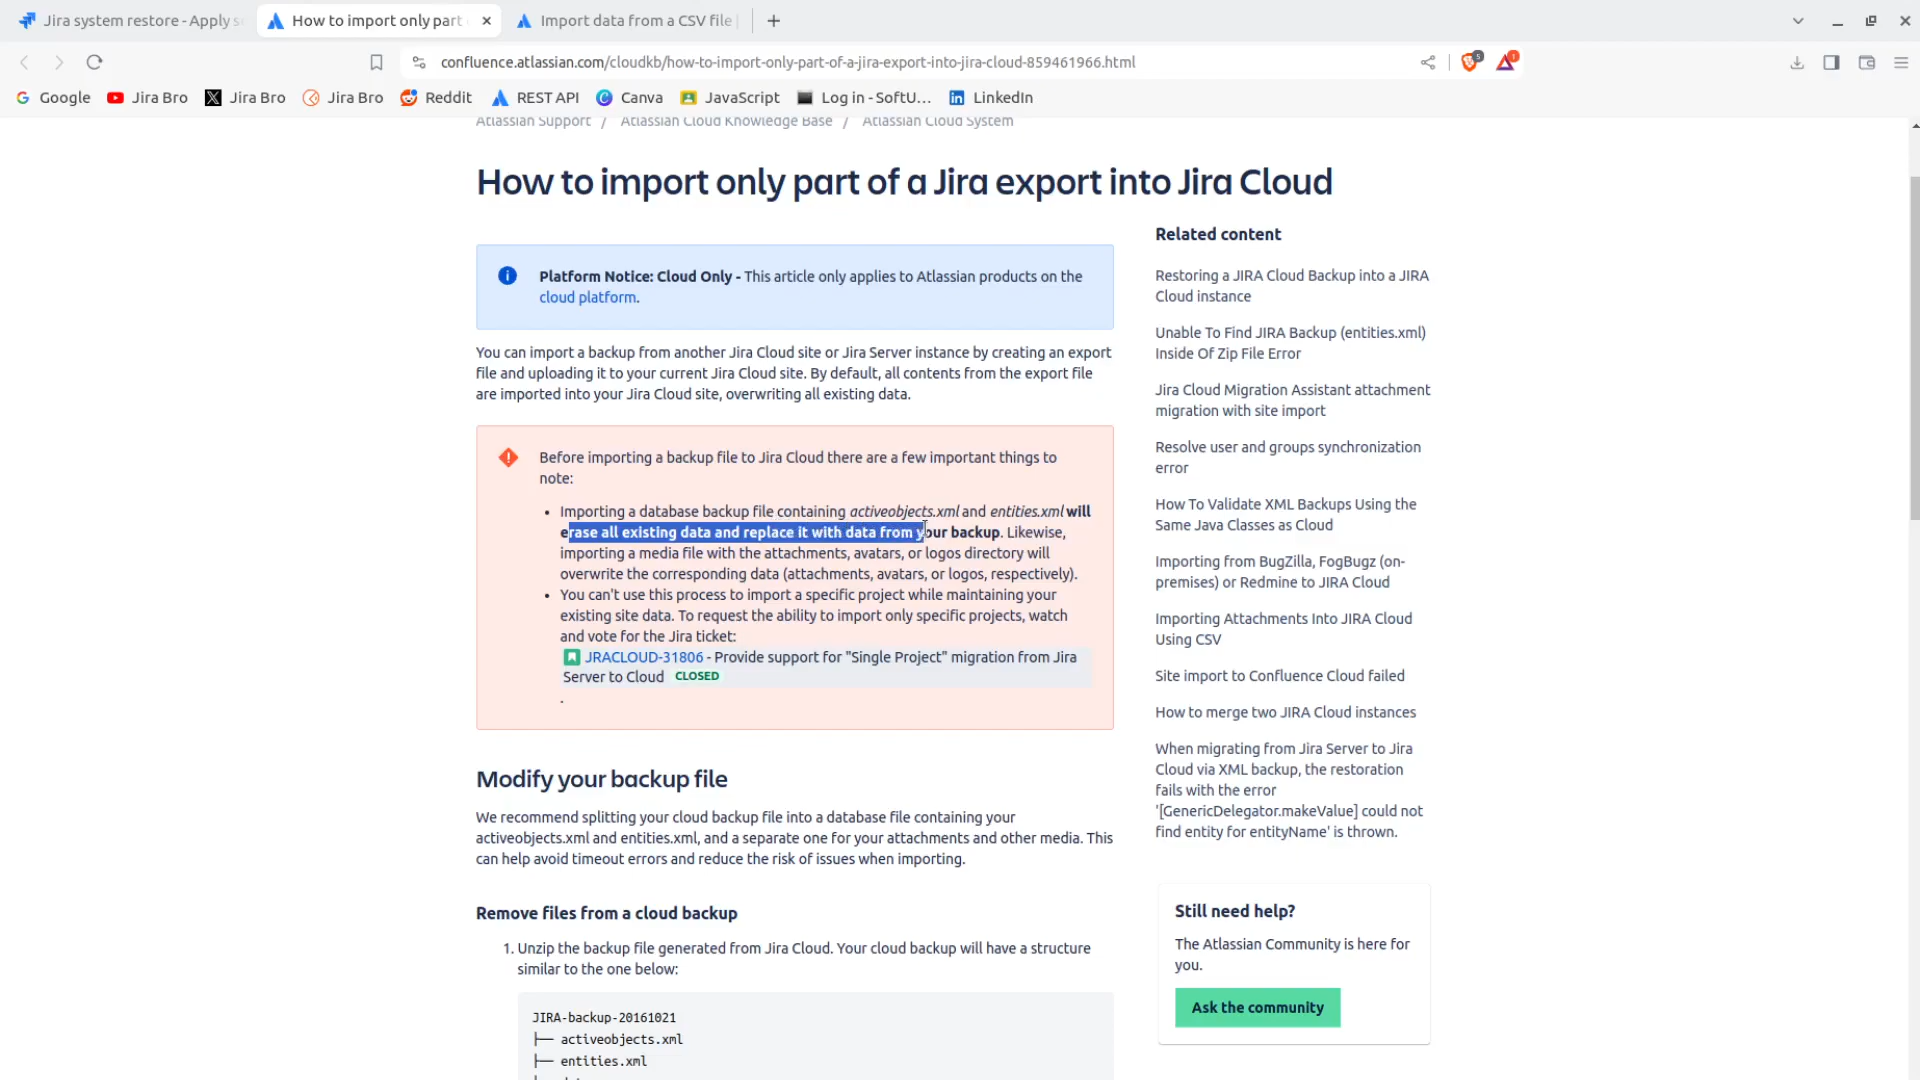 Jira system restore - Apply s
How to import only part
Import data from a CSV file
confluence.atlassian.com/cloudkb/how-to-import-only-part-of-a-jira-export-into-jira-cloud-859461966.html
5
1
Google
Jira Bro
Jira Bro
Jira Bro
Reddit
REST API
Canva
JavaScript
Log in - SoftU...
LinkedIn
Atlassian Support / Atlassian Cloud Knowledge Base / Atlassian Cloud System
How to import only part of a Jira export into Jira Cloud
Platform Notice: Cloud Only - This article only applies to Atlassian products on the
cloud platform.
You can import a backup from another Jira Cloud site or Jira Server instance by creating an export
file and uploading it to your current Jira Cloud site. By default, all contents from the export file
are imported into your Jira Cloud site, overwriting all existing data.
Before importing a backup file to Jira Cloud there are a few important things to
note:
• Importing a database backup file containing activeobjects.xml and entities.xml will
erase all existing data and replace it with data from your backup. Likewise,
importing a media file with the attachments, avatars, or logos directory will
overwrite the corresponding data (attachments, avatars, or logos, respectively).
• You can't use this process to import a specific project while maintaining your
existing site data. To request the ability to import only specific projects, watch
and vote for the Jira ticket:
JRACLOUD-31806 - Provide support for "Single Project" migration from Jira
Server to Cloud CLOSED
.
Modify your backup file
We recommend splitting your cloud backup file into a database file containing your
activeobjects.xml and entities.xml, and a separate one for your attachments and other media. This
can help avoid timeout errors and reduce the risk of issues when importing.
Remove files from a cloud backup
1. Unzip the backup file generated from Jira Cloud. Your cloud backup will have a structure
similar to the one below:
JIRA-backup-20161021
├── activeobjects.xml
├── entities.xml
Related content
Restoring a JIRA Cloud Backup into a JIRA
Cloud instance
Unable To Find JIRA Backup (entities.xml)
Inside Of Zip File Error
Jira Cloud Migration Assistant attachment
migration with site import
Resolve user and groups synchronization
error
How To Validate XML Backups Using the
Same Java Classes as Cloud
Importing from BugZilla, FogBugz (on-
premises) or Redmine to JIRA Cloud
Importing Attachments Into JIRA Cloud
Using CSV
Site import to Confluence Cloud failed
How to merge two JIRA Cloud instances
When migrating from Jira Server to Jira
Cloud via XML backup, the restoration
fails with the error
'[GenericDelegator.makeValue] could not
find entity for entityName' is thrown.
Still need help?
The Atlassian Community is here for
you.
Ask the community